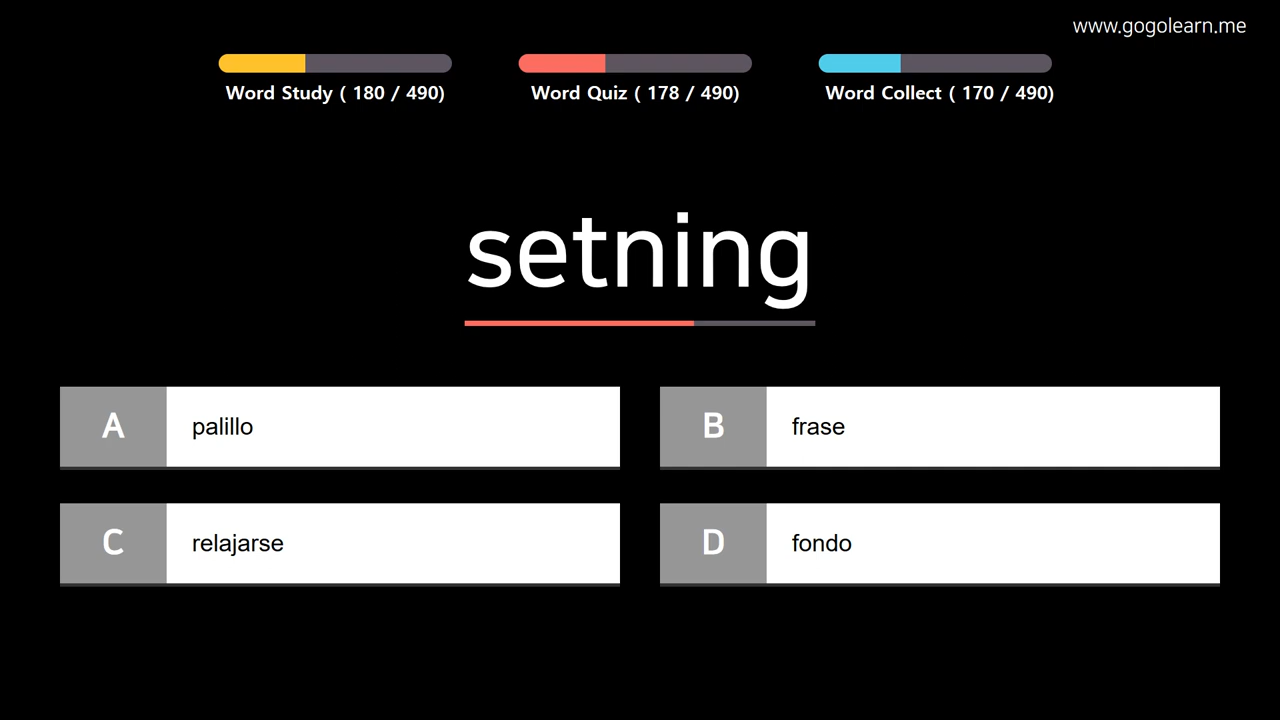 www.gogolearn.me
Word Study ( 180 / 490)
Word Quiz ( 178 / 490)
Word Collect ( 170 / 490)
setning
A palillo
B frase
C relajarse
D fondo